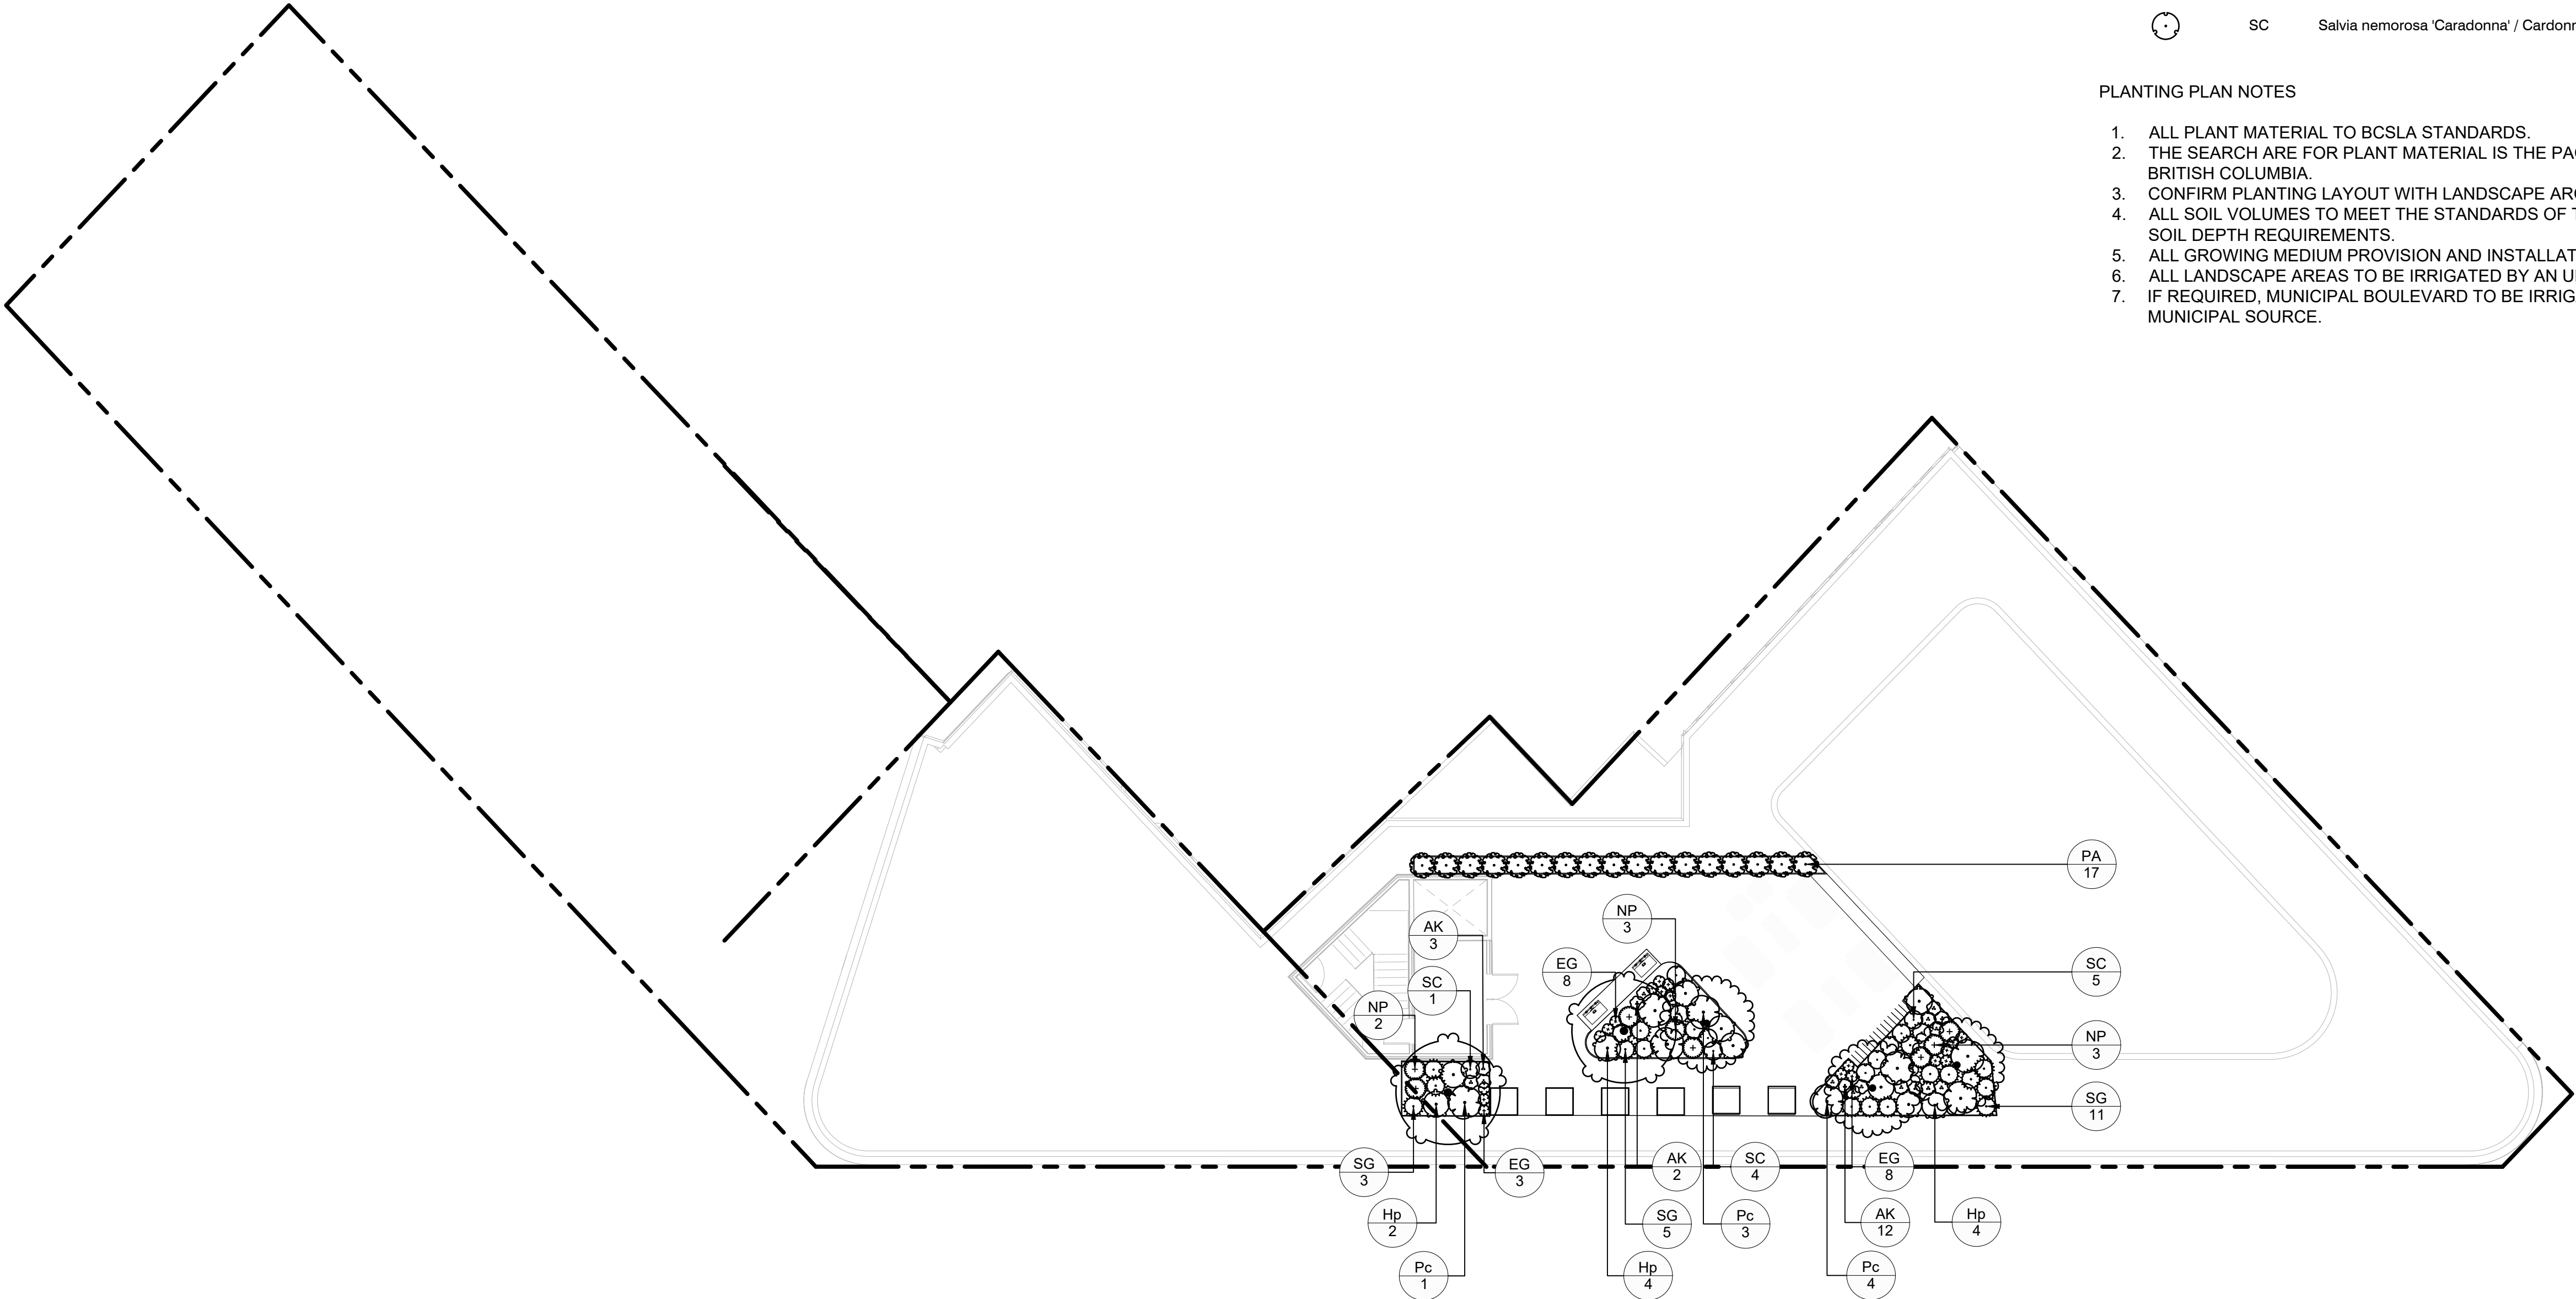 SC Salvia nemorosa 'Caradonna' / Cardonn
PLANTING PLAN NOTES
1. ALL PLANT MATERIAL TO BCSLA STANDARDS.
2. THE SEARCH ARE FOR PLANT MATERIAL IS THE PA
BRITISH COLUMBIA.
3. CONFIRM PLANTING LAYOUT WITH LANDSCAPE AR
4. ALL SOIL VOLUMES TO MEET THE STANDARDS OF T
SOIL DEPTH REQUIREMENTS.
5. ALL GROWING MEDIUM PROVISION AND INSTALLAT
6. ALL LANDSCAPE AREAS TO BE IRRIGATED BY AN U
7. IF REQUIRED, MUNICIPAL BOULEVARD TO BE IRRIG
MUNICIPAL SOURCE.
PA
17
NP
3
AK
3
EG
8
SC
5
SC
1
NP
2
NP
3
SG
11
SG
3
EG
3
AK
2
SC
4
EG
8
Hp
2
SG
5
Pc
3
AK
12
Hp
4
Pc
1
Hp
4
Pc
4